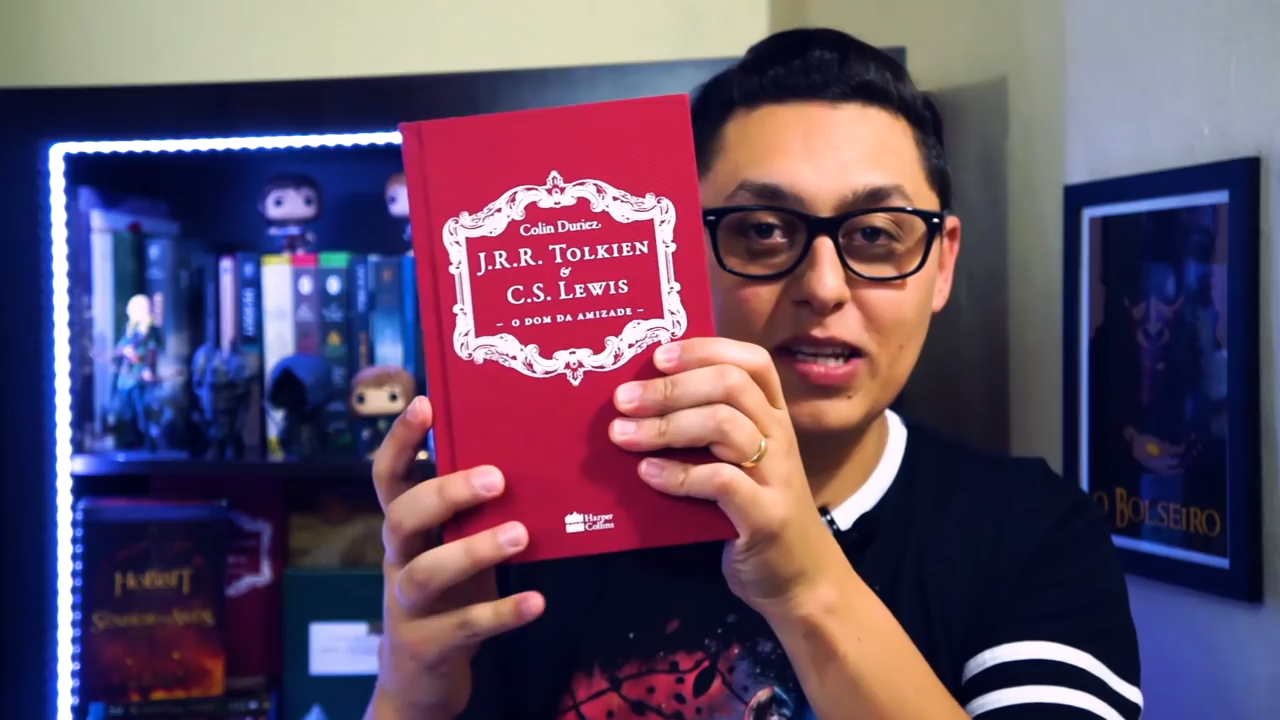 Colin Duriez
J.R.R. Tolkien
&
C.S. Lewis
– O DOM DA AMIZADE –
Harper
Collins
O BOLSEIRO
HOBBIT